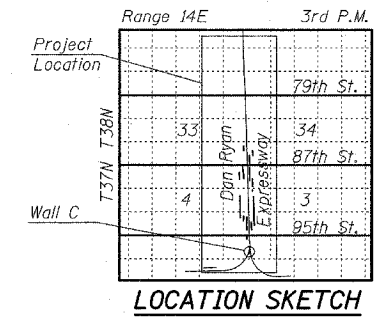 Range 14E 3rd P.M.
Project
Location
79th St.
T38N
33 34
87th St.
Dan Ryan
Expressway
T37N
4 3
Wall C
95th St.
LOCATION SKETCH